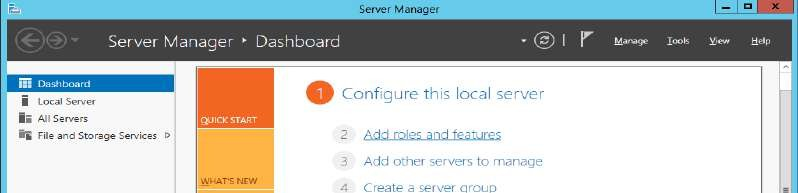 Server Manager
Server Manager ‣ Dashboard
Manage Tools View Help
Dashboard
Local Server
All Servers
File and Storage Services
QUICK START
WHAT'S NEW
1 Configure this local server
2 Add roles and features
3 Add other servers to manage
4 Create a server group